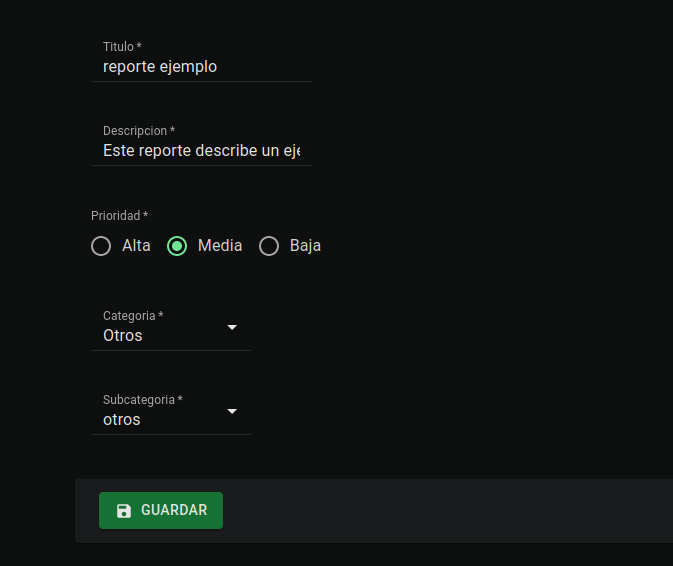 Titulo *
reporte ejemplo
Descripcion *
Este reporte describe un eje
Prioridad *
Alta Media Baja
Categoria *
Otros
Subcategoria *
otros
GUARDAR